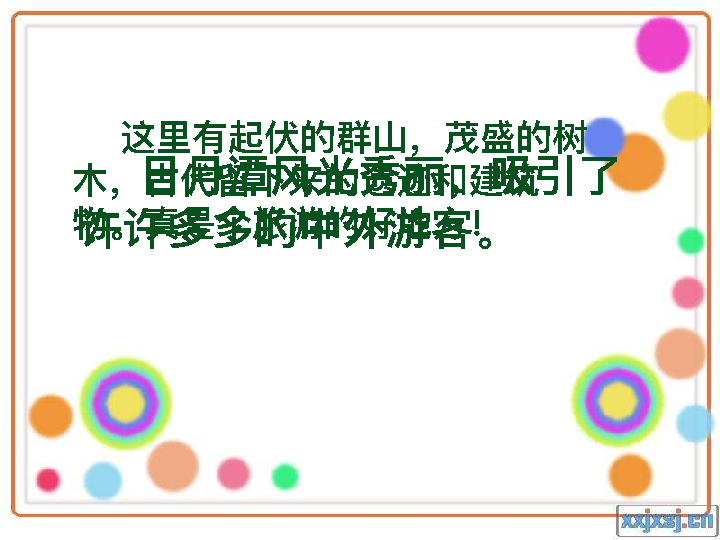 这里有起伏的群山，茂盛的树
木，古代留下来的遗迹和建筑
物。真是个旅游的好地方!
日月潭风光秀丽，吸引了
许许多多的中外游客。
xxjxsj.cn